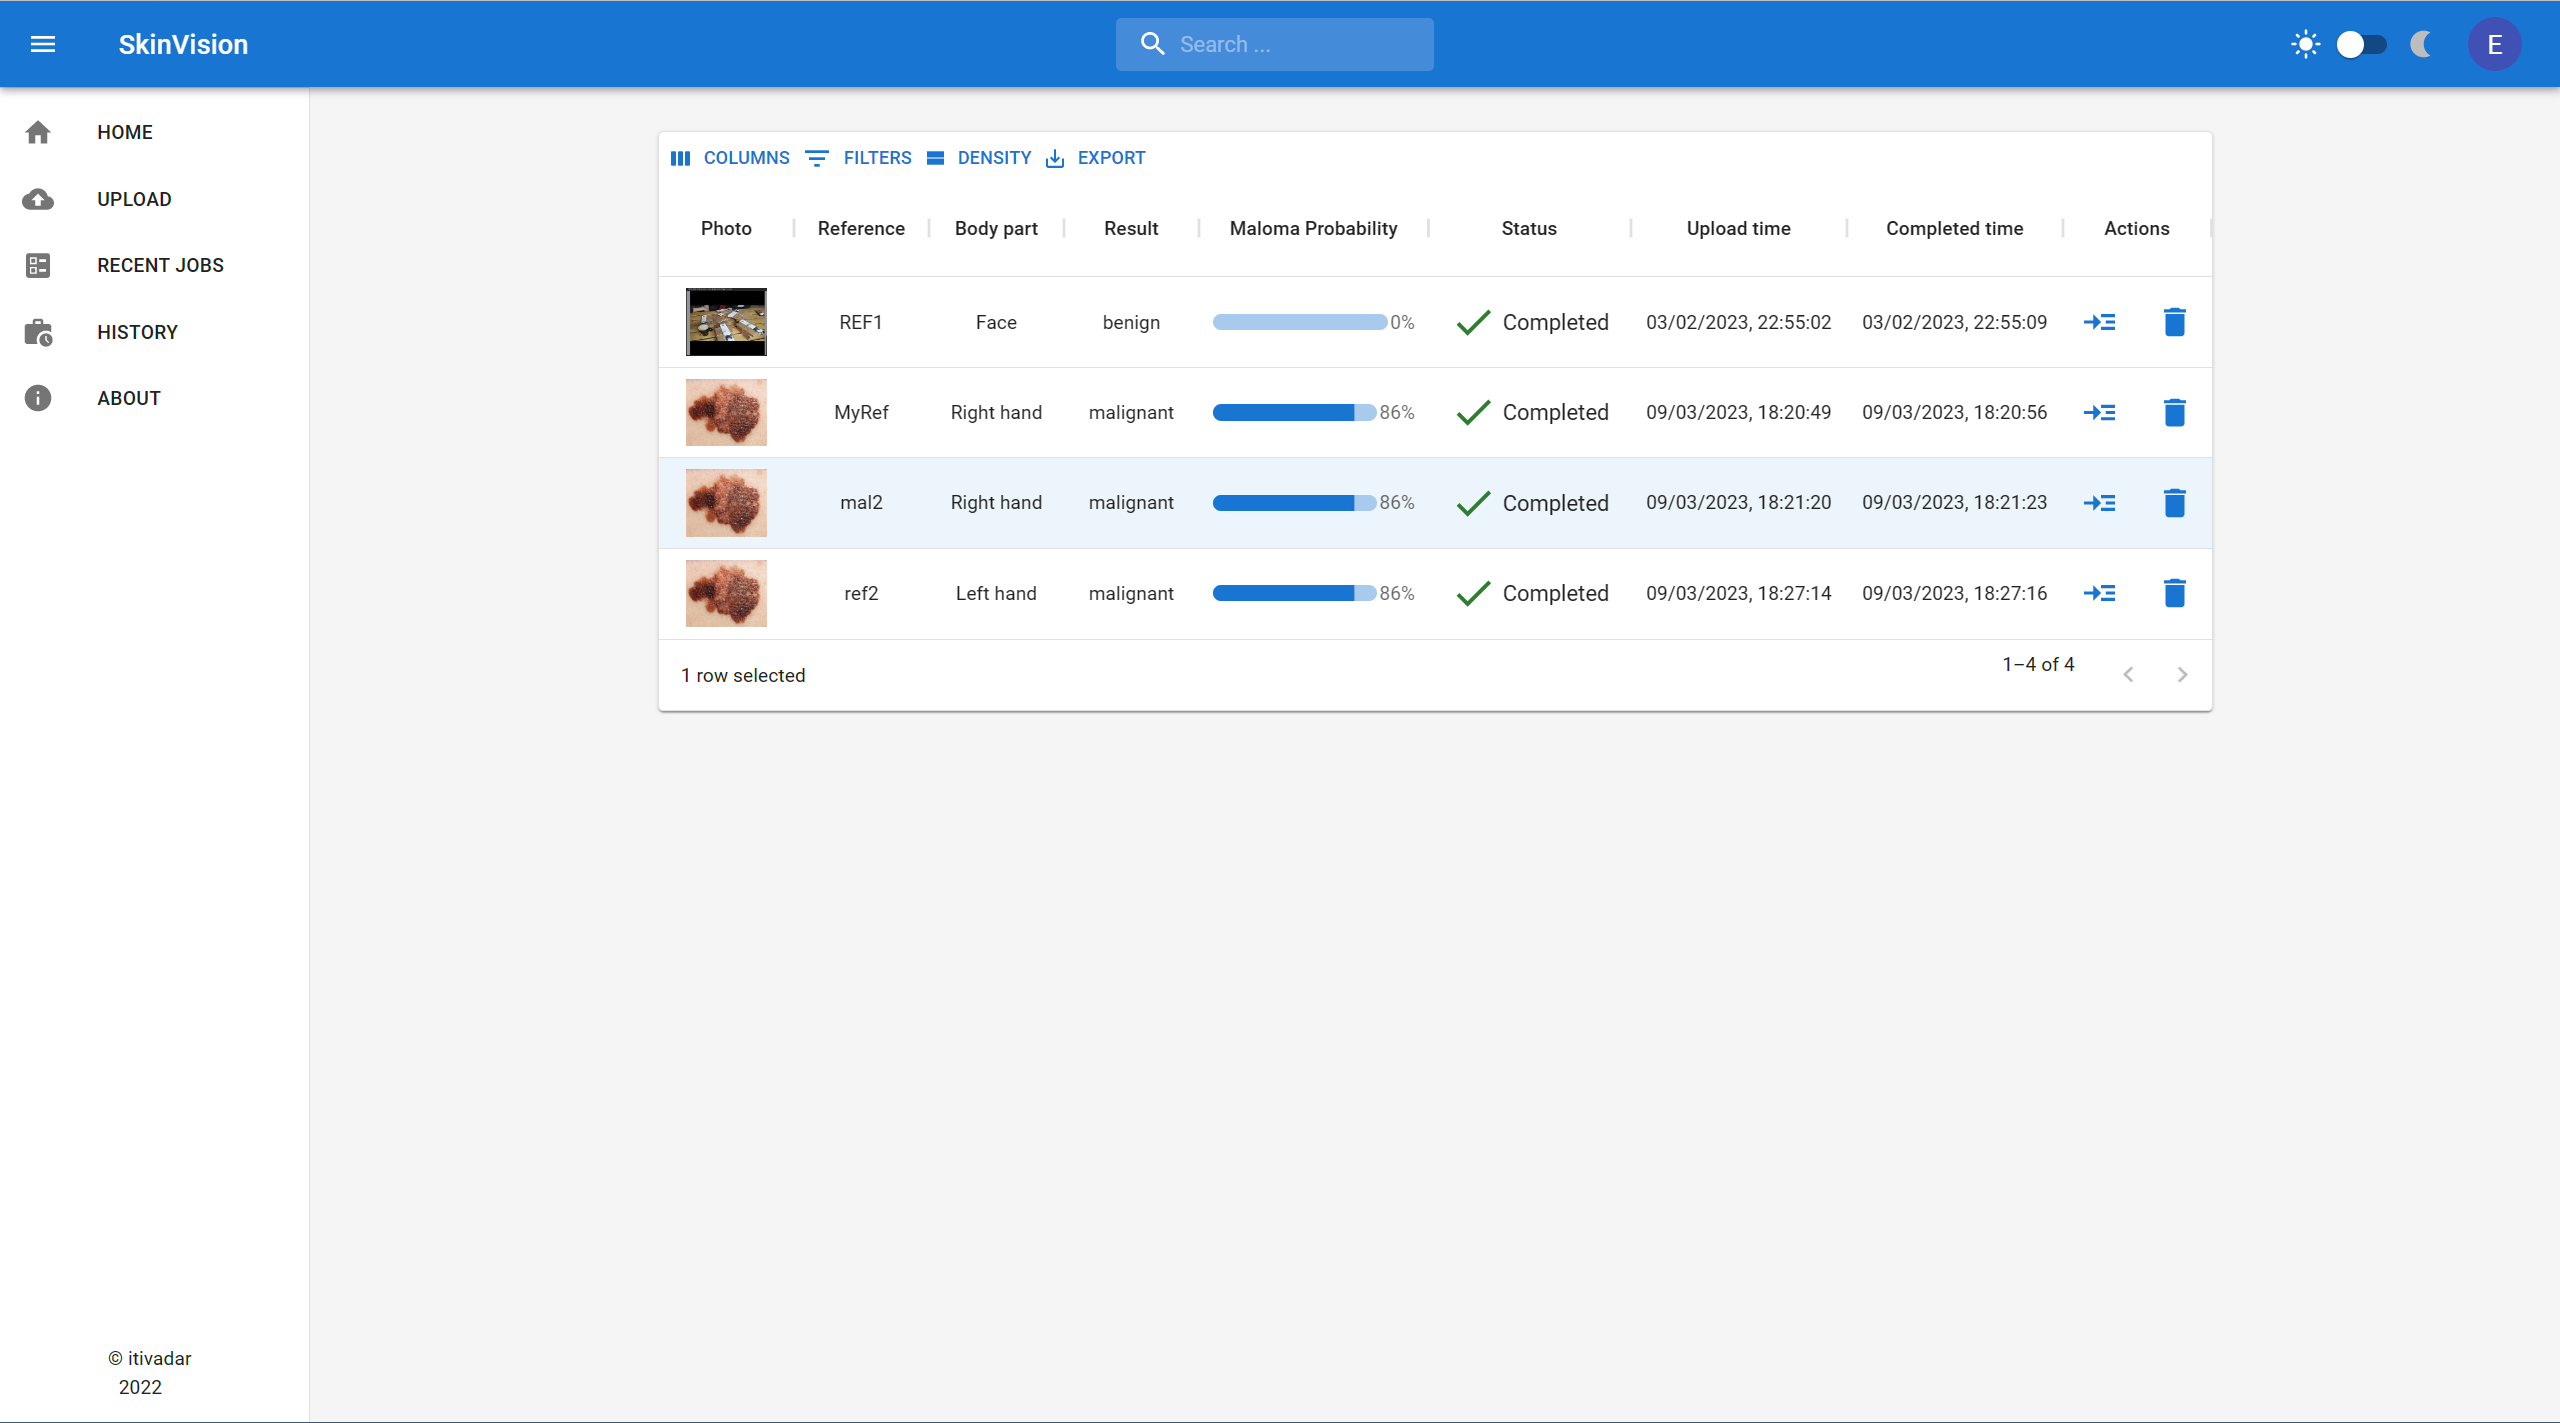 SkinVision
Search ...
E
HOME
UPLOAD
RECENT JOBS
HISTORY
ABOUT
COLUMNS FILTERS DENSITY EXPORT
Photo Reference Body part Result Maloma Probability Status Upload time Completed time Actions
REF1 Face benign 0% Completed 03/02/2023, 22:55:02 03/02/2023, 22:55:09
MyRef Right hand malignant 86% Completed 09/03/2023, 18:20:49 09/03/2023, 18:20:56
mal2 Right hand malignant 86% Completed 09/03/2023, 18:21:20 09/03/2023, 18:21:23
ref2 Left hand malignant 86% Completed 09/03/2023, 18:27:14 09/03/2023, 18:27:16
1 row selected
1–4 of 4
© itivadar
2022